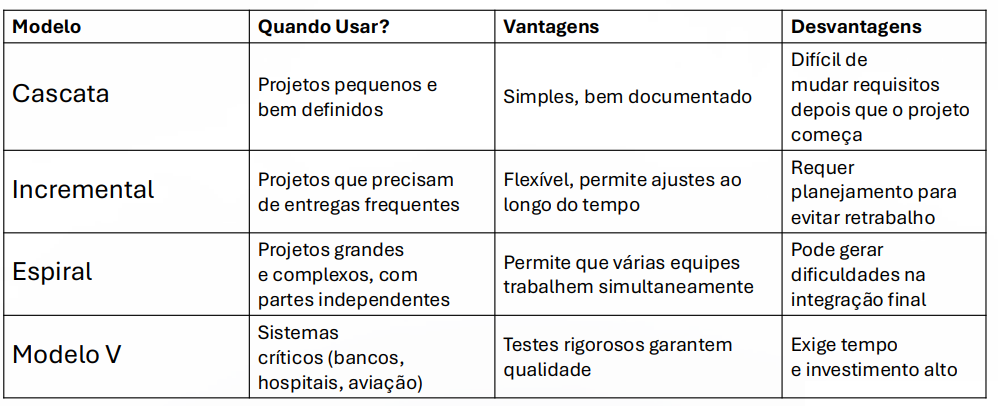 Modelo
Quando Usar?
Vantagens
Desvantagens
Cascata
Projetos pequenos e
bem definidos
Simples, bem documentado
Difícil de
mudar requisitos
depois que o projeto
começa
Incremental
Projetos que precisam
de entregas frequentes
Flexível, permite ajustes ao
longo do tempo
Requer
planejamento para
evitar retrabalho
Espiral
Projetos grandes
e complexos, com
partes independentes
Permite que várias equipes
trabalhem simultaneamente
Pode gerar
dificuldades na
integração final
Modelo V
Sistemas
críticos (bancos,
hospitais, aviação)
Testes rigorosos garantem
qualidade
Exige tempo
e investimento alto